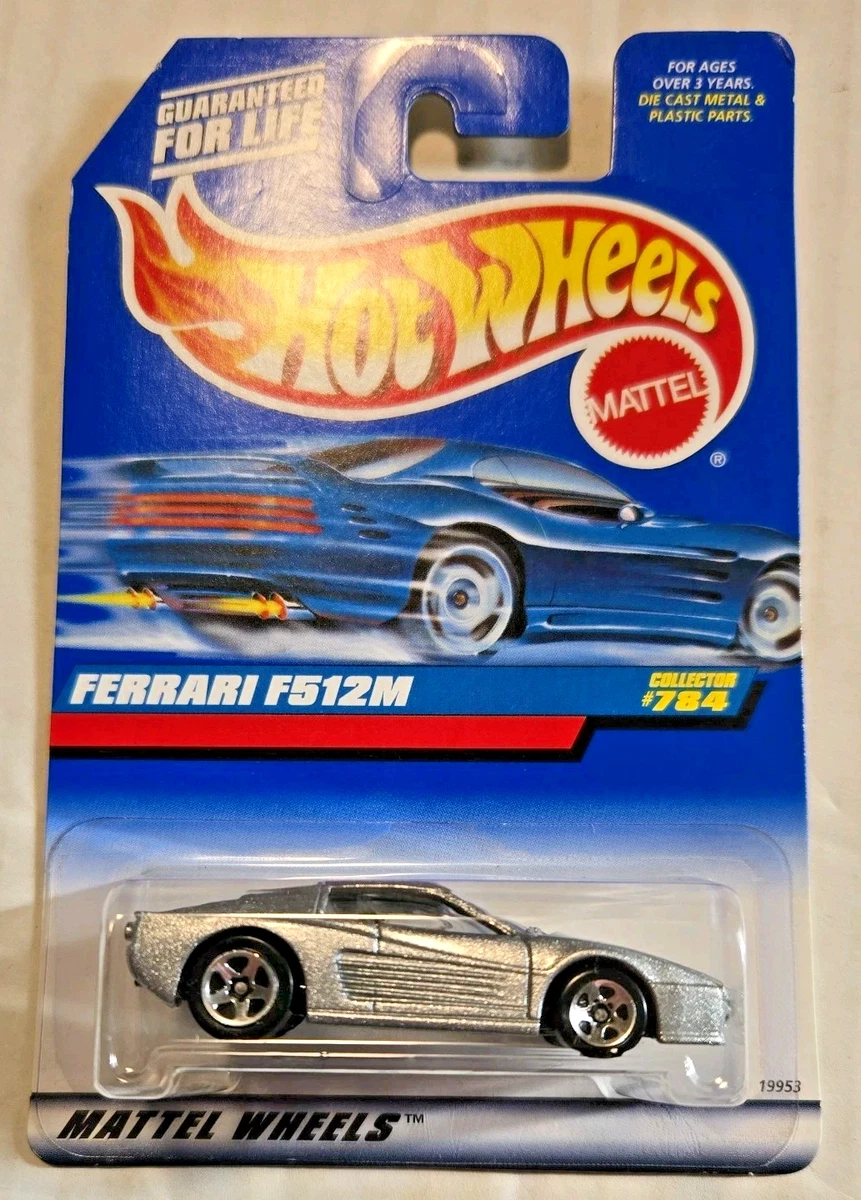 GUARANTEED
FOR LIFE
FOR AGES
OVER 3 YEARS.
DIE CAST METAL &
PLASTIC PARTS.
HOT WHEELS
MATTEL
®
FERRARI F512M
COLLECTOR
#784
19953
MATTEL WHEELS™